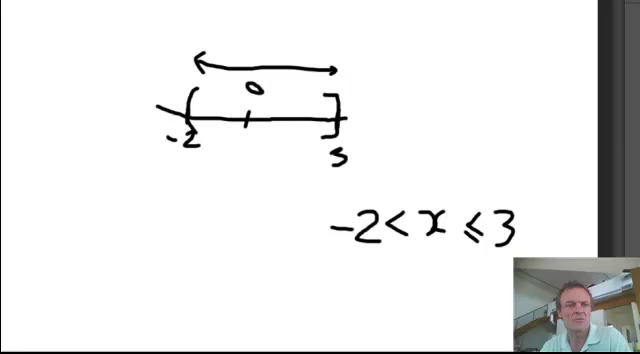 0
( ]
-2 3
-2 < x ≤ 3